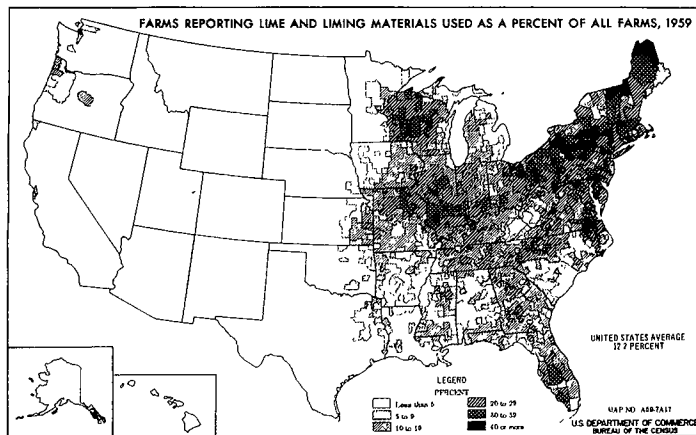 FARMS REPORTING LIME AND LIMING MATERIALS USED AS A PERCENT OF ALL FARMS, 1959
UNITED STATES AVERAGE
PERCENT
LEGEND
PERCENT
Less than 5
5 to 9
10 to 19
20 to 29
30 to 39
40 or more
MAP NO.
U.S. DEPARTMENT OF COMMERCE
BUREAU OF THE CENSUS